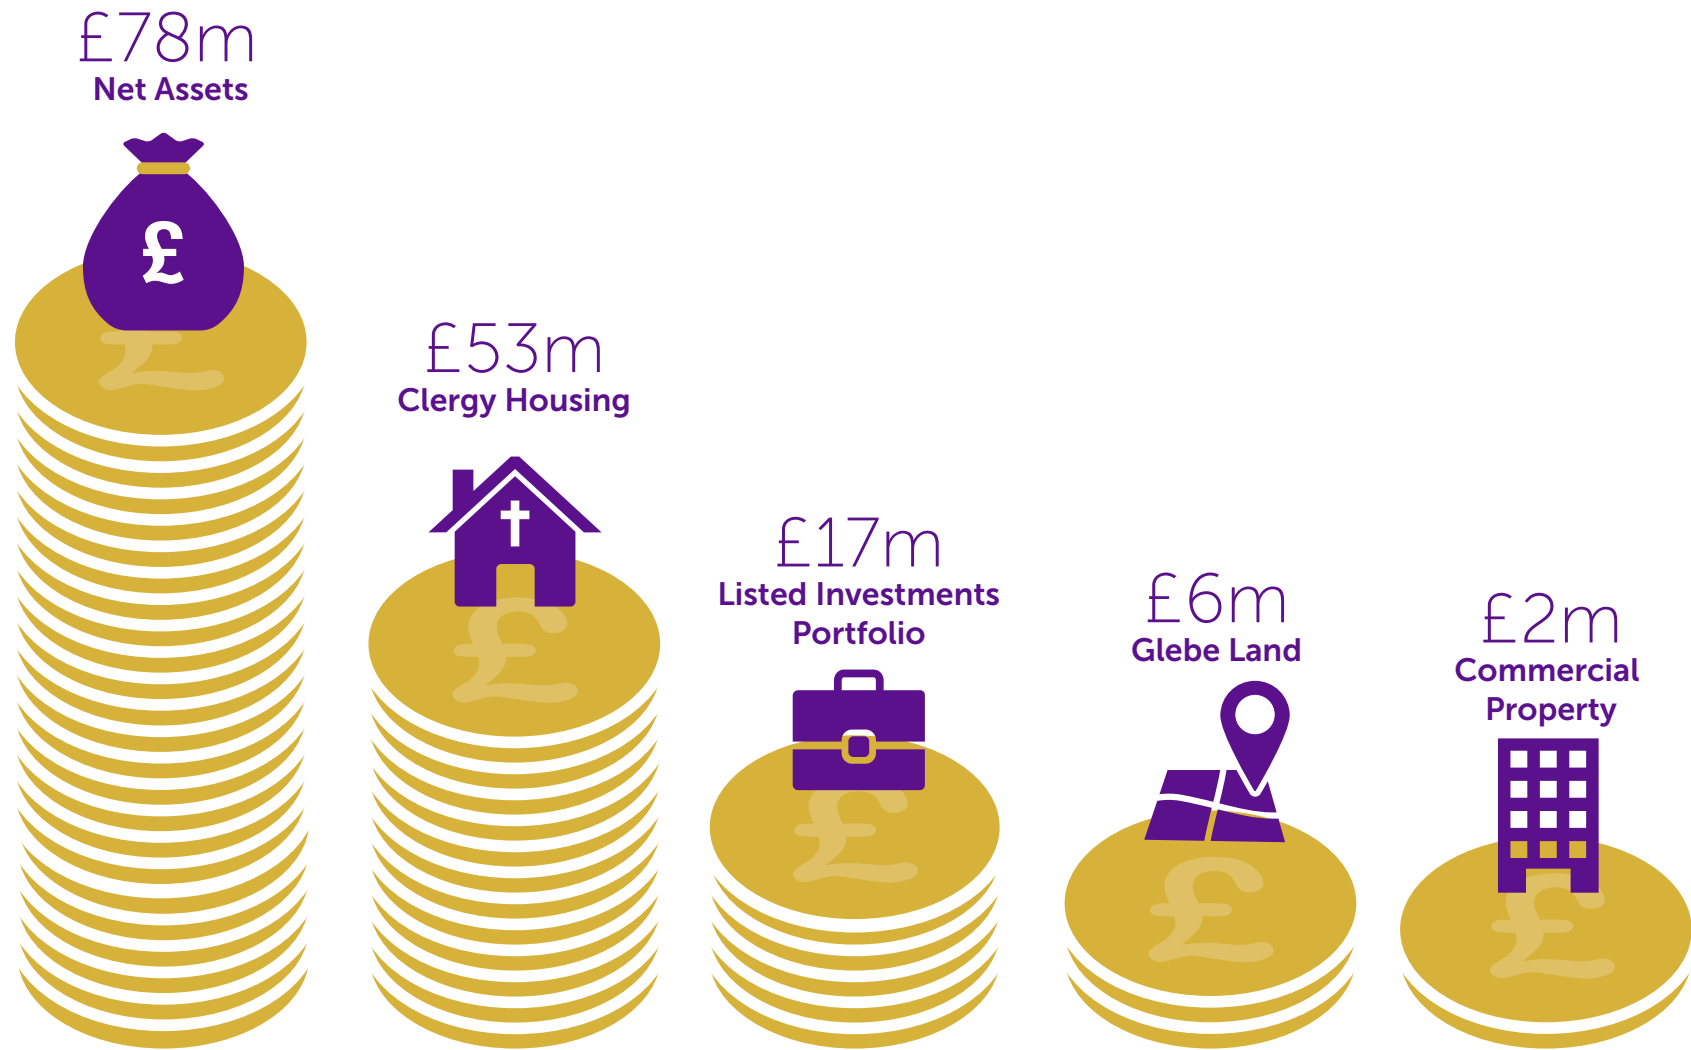 £78m
Net Assets
£
£
£53m
Clergy Housing
£
£17m
Listed Investments
Portfolio
£
£6m
Glebe Land
£
£2m
Commercial
Property
£